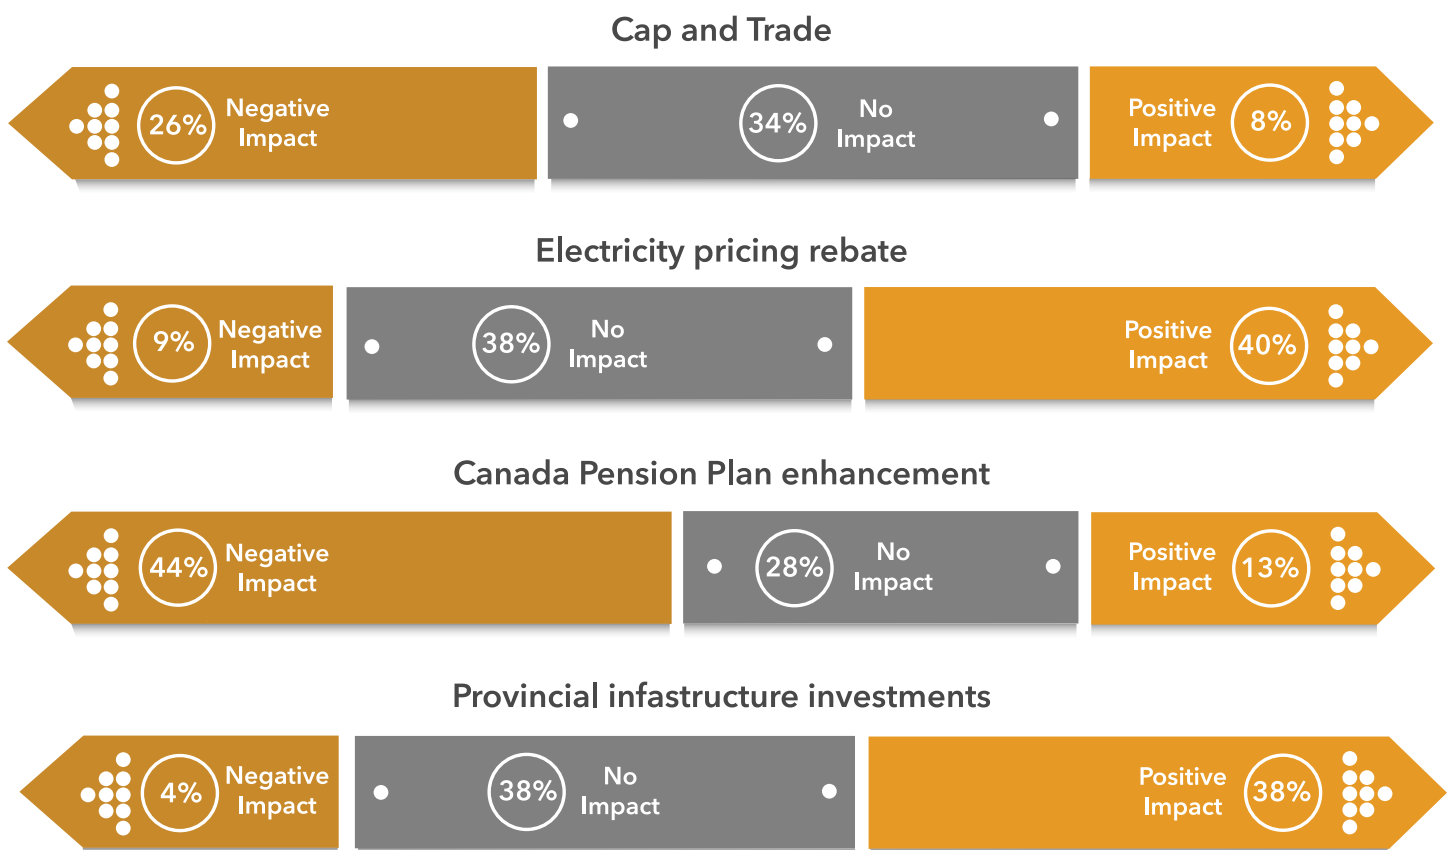 Cap and Trade
26% Negative Impact
34% No Impact
Positive Impact 8%
Electricity pricing rebate
9% Negative Impact
38% No Impact
Positive Impact 40%
Canada Pension Plan enhancement
44% Negative Impact
28% No Impact
Positive Impact 13%
Provincial infastructure investments
4% Negative Impact
38% No Impact
Positive Impact 38%